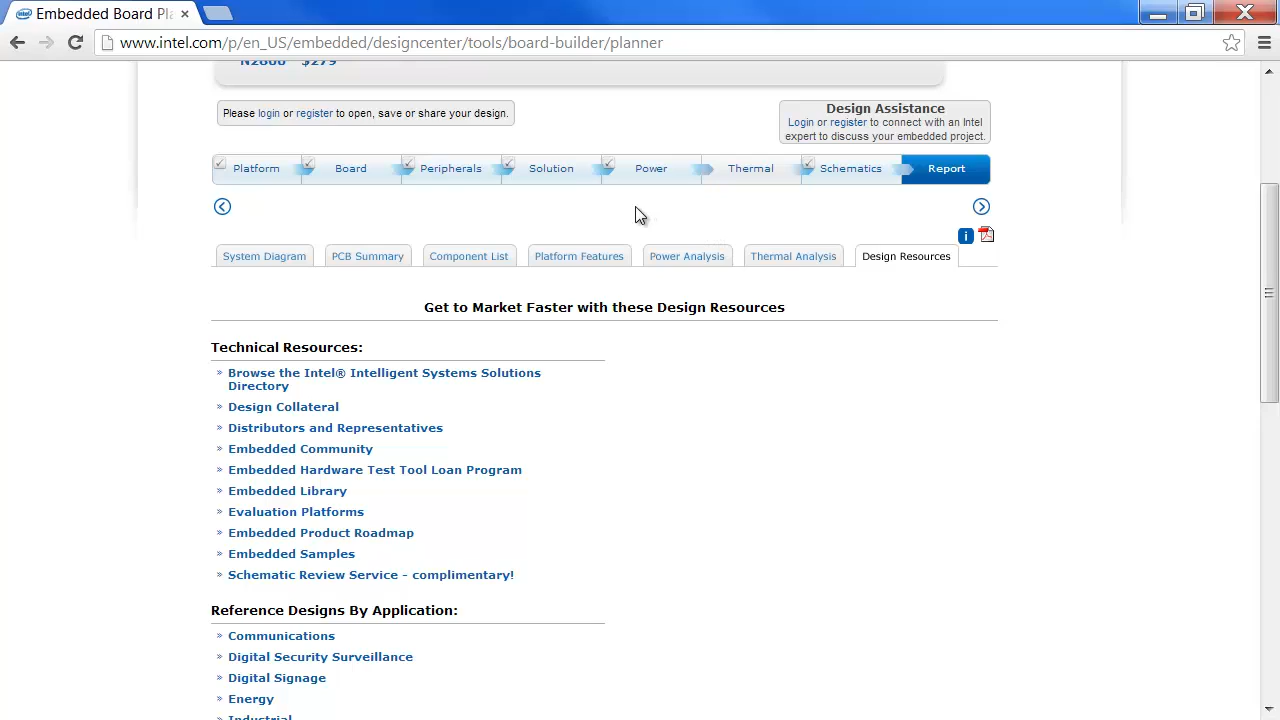 Embedded Board Pla
www.intel.com/p/en_US/embedded/designcenter/tools/board-builder/planner
N2800 $279
Please login or register to open, save or share your design.
Design Assistance
Login or register to connect with an Intel
expert to discuss your embedded project.
Platform Board Peripherals Solution Power Thermal Schematics Report
System Diagram PCB Summary Component List Platform Features Power Analysis Thermal Analysis Design Resources
Get to Market Faster with these Design Resources
Technical Resources:
» Browse the Intel® Intelligent Systems Solutions
Directory
» Design Collateral
» Distributors and Representatives
» Embedded Community
» Embedded Hardware Test Tool Loan Program
» Embedded Library
» Evaluation Platforms
» Embedded Product Roadmap
» Embedded Samples
» Schematic Review Service - complimentary!
Reference Designs By Application:
» Communications
» Digital Security Surveillance
» Digital Signage
» Energy
» Industrial